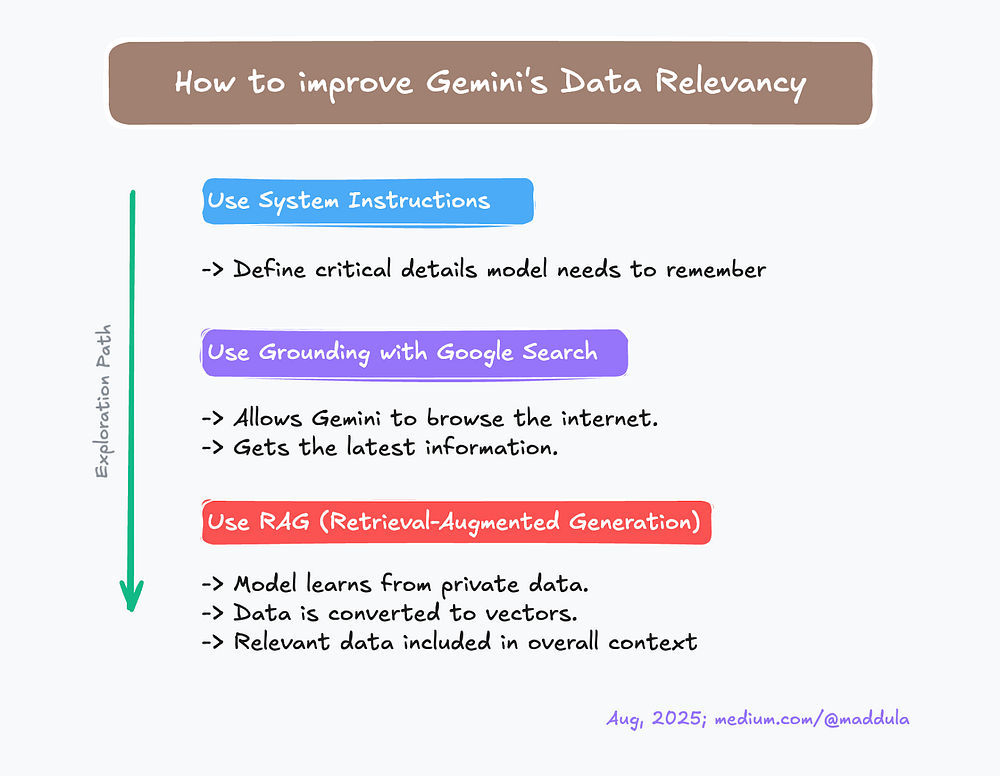 How to improve Gemini's Data Relevancy
Use System Instructions
-> Define critical details model needs to remember
Exploration Path
Use Grounding with Google Search
-> Allows Gemini to browse the internet.
-> Gets the latest information.
Use RAG (Retrieval-Augmented Generation)
-> Model learns from private data.
-> Data is converted to vectors.
-> Relevant data included in overall context
Aug, 2025; medium.com/@maddula